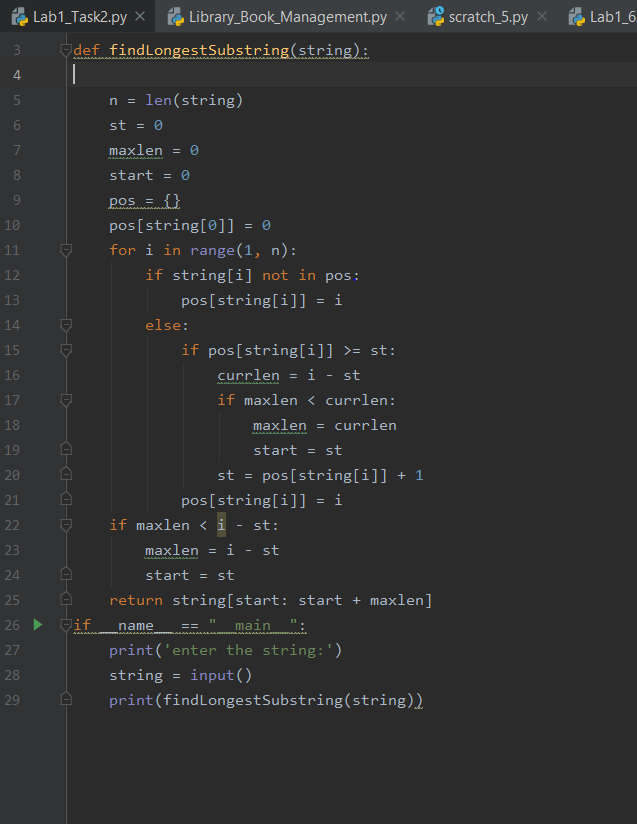 Lab1_Task2.py × Library_Book_Management.py × scratch_5.py × Lab1_6
3 def findLongestSubstring(string):
4
5 n = len(string)
6 st = 0
7 maxlen = 0
8 start = 0
9 pos = {}
10 pos[string[0]] = 0
11 for i in range(1, n):
12 if string[i] not in pos:
13 pos[string[i]] = i
14 else:
15 if pos[string[i]] >= st:
16 currlen = i - st
17 if maxlen < currlen:
18 maxlen = currlen
19 start = st
20 st = pos[string[i]] + 1
21 pos[string[i]] = i
22 if maxlen < i - st:
23 maxlen = i - st
24 start = st
25 return string[start: start + maxlen]
26 if __name__ == "__main__":
27 print('enter the string:')
28 string = input()
29 print(findLongestSubstring(string))